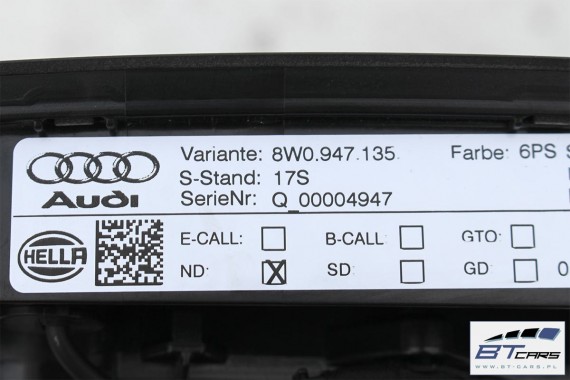 Variante: 8W0.947.135 Farbe: 6PS S
S-Stand: 17S
SerieNr: Q_00004947
Audi
HELLA
E-CALL: B-CALL: GTO:
ND: X SD: GD: 0
BTCARS
WWW.BT-CARS.PL